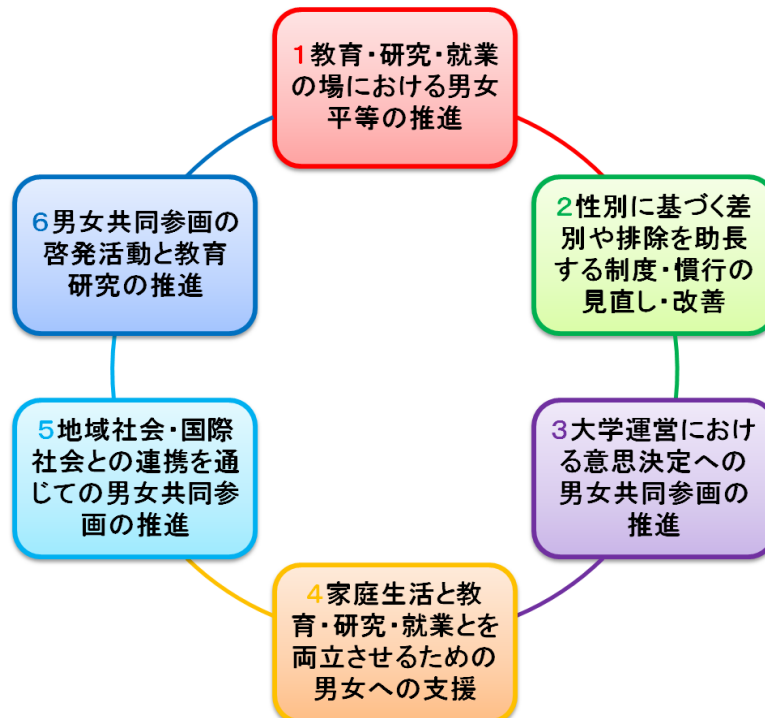 1教育・研究・就業
の場における男女
平等の推進
2性別に基づく差
別や排除を助長
する制度・慣行の
見直し・改善
3大学運営におけ
る意思決定への
男女共同参画の
推進
4家庭生活と教
育・研究・就業とを
両立させるための
男女への支援
5地域社会・国際
社会との連携を通
じての男女共同参
画の推進
6男女共同参画の
啓発活動と教育
研究の推進